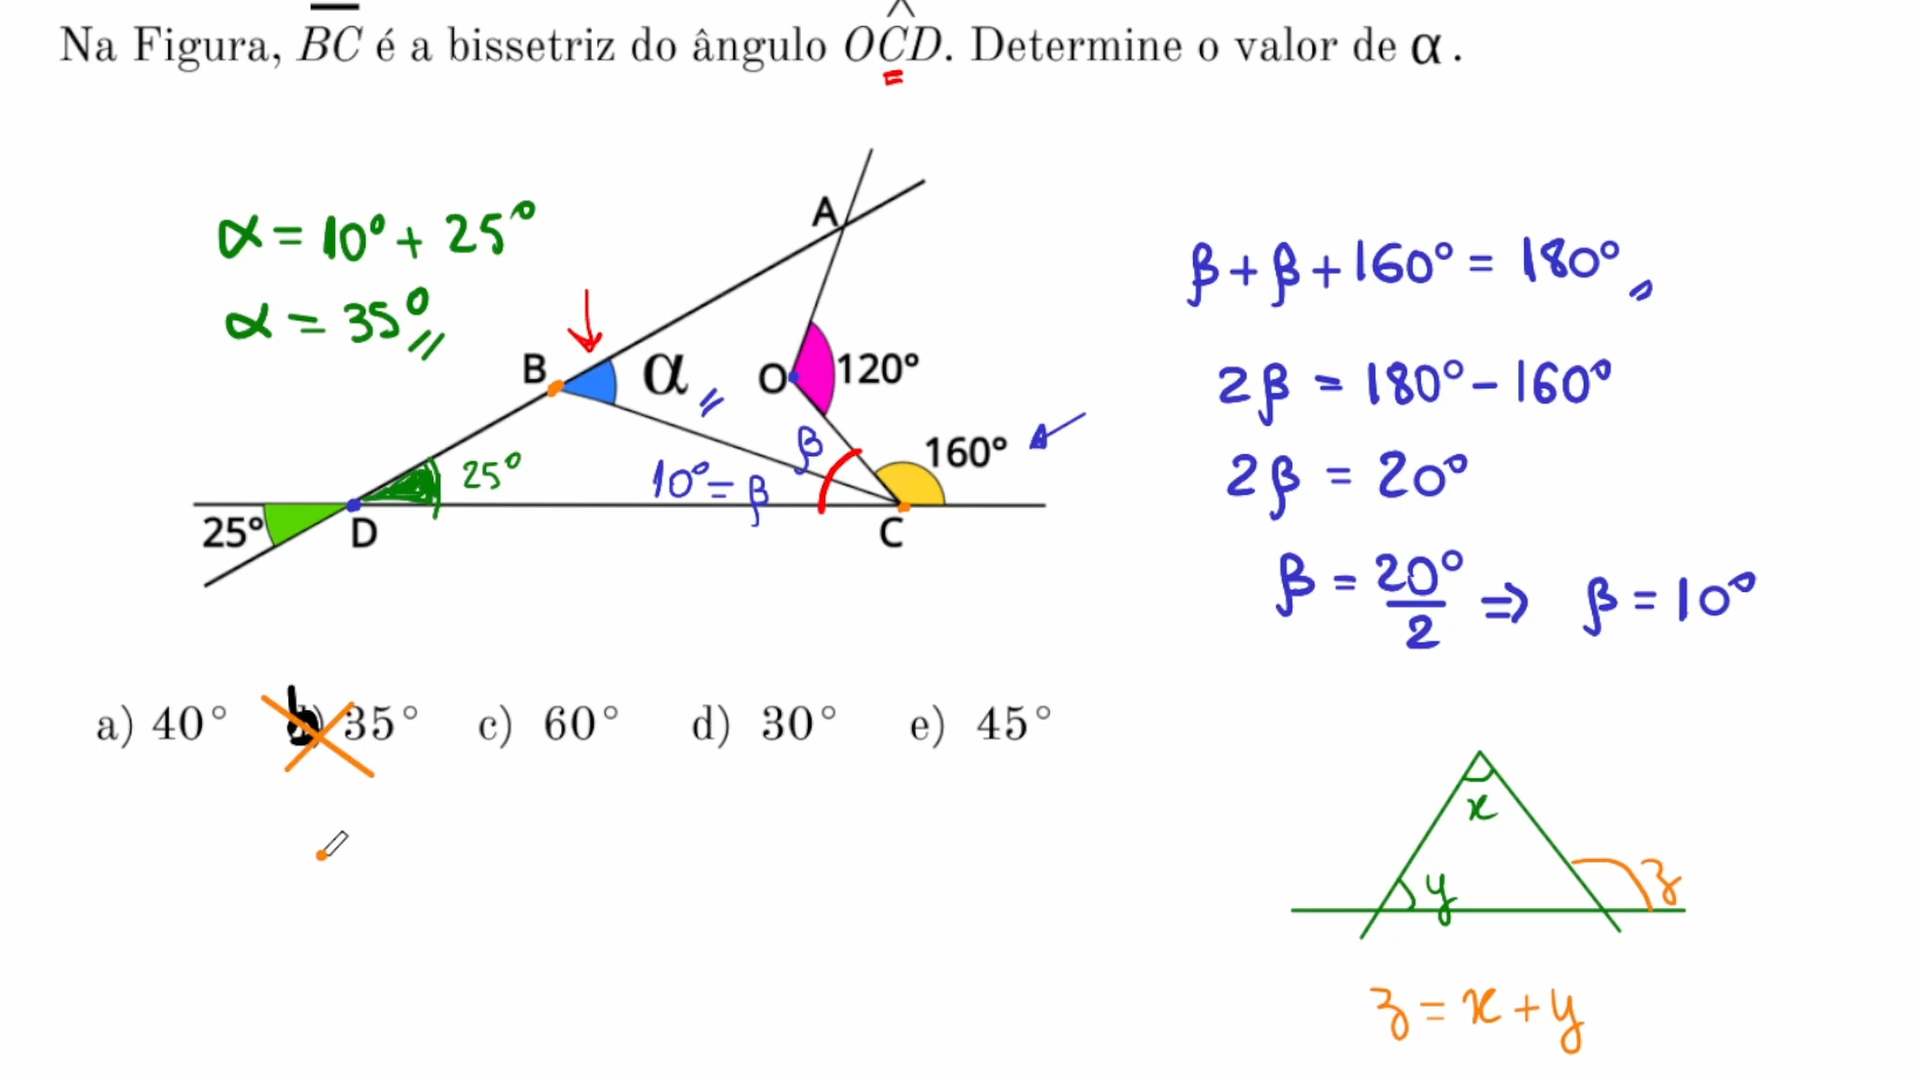 Na Figura, BC é a bissetriz do ângulo OĈD. Determine o valor de α.
α = 10° + 25°
α = 35°
A
β + β + 160° = 180°
B
α
O
120°
2β = 180° - 160°
β
160°
25°
10° = β
2β = 20°
25°
D
C
β = 20°/2 ⇒ β = 10°
a) 40° b) 35° c) 60° d) 30° e) 45°
x
y
z
z = x + y